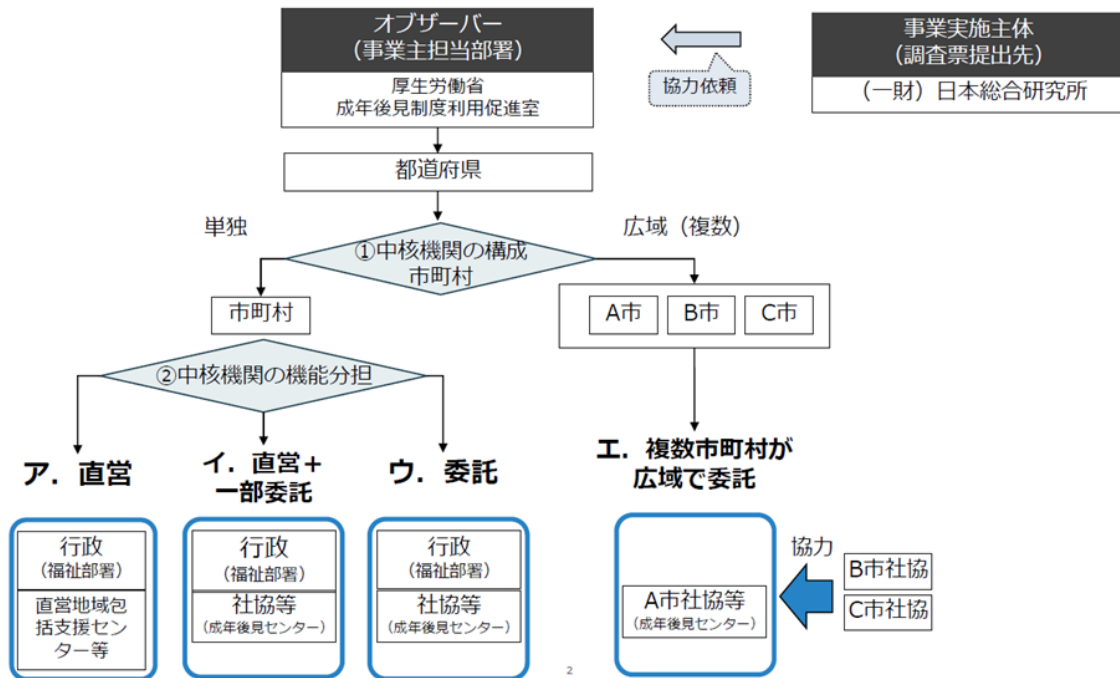 オブザーバー
(事業主担当部署)
厚生労働省
成年後見制度利用促進室
協力依頼
事業実施主体
(調査票提出先)
(一財)日本総合研究所
都道府県
単独
広域(複数)
①中核機関の構成
市町村
市町村
A市
B市
C市
②中核機関の機能分担
ア．直営
イ．直営＋
一部委託
ウ．委託
エ．複数市町村が
広域で委託
行政
(福祉部署)
直営地域包
括支援セン
ター等
行政
(福祉部署)
社協等
(成年後見センター)
行政
(福祉部署)
社協等
(成年後見センター)
A市社協等
(成年後見センター)
協力
B市社協
C市社協
2